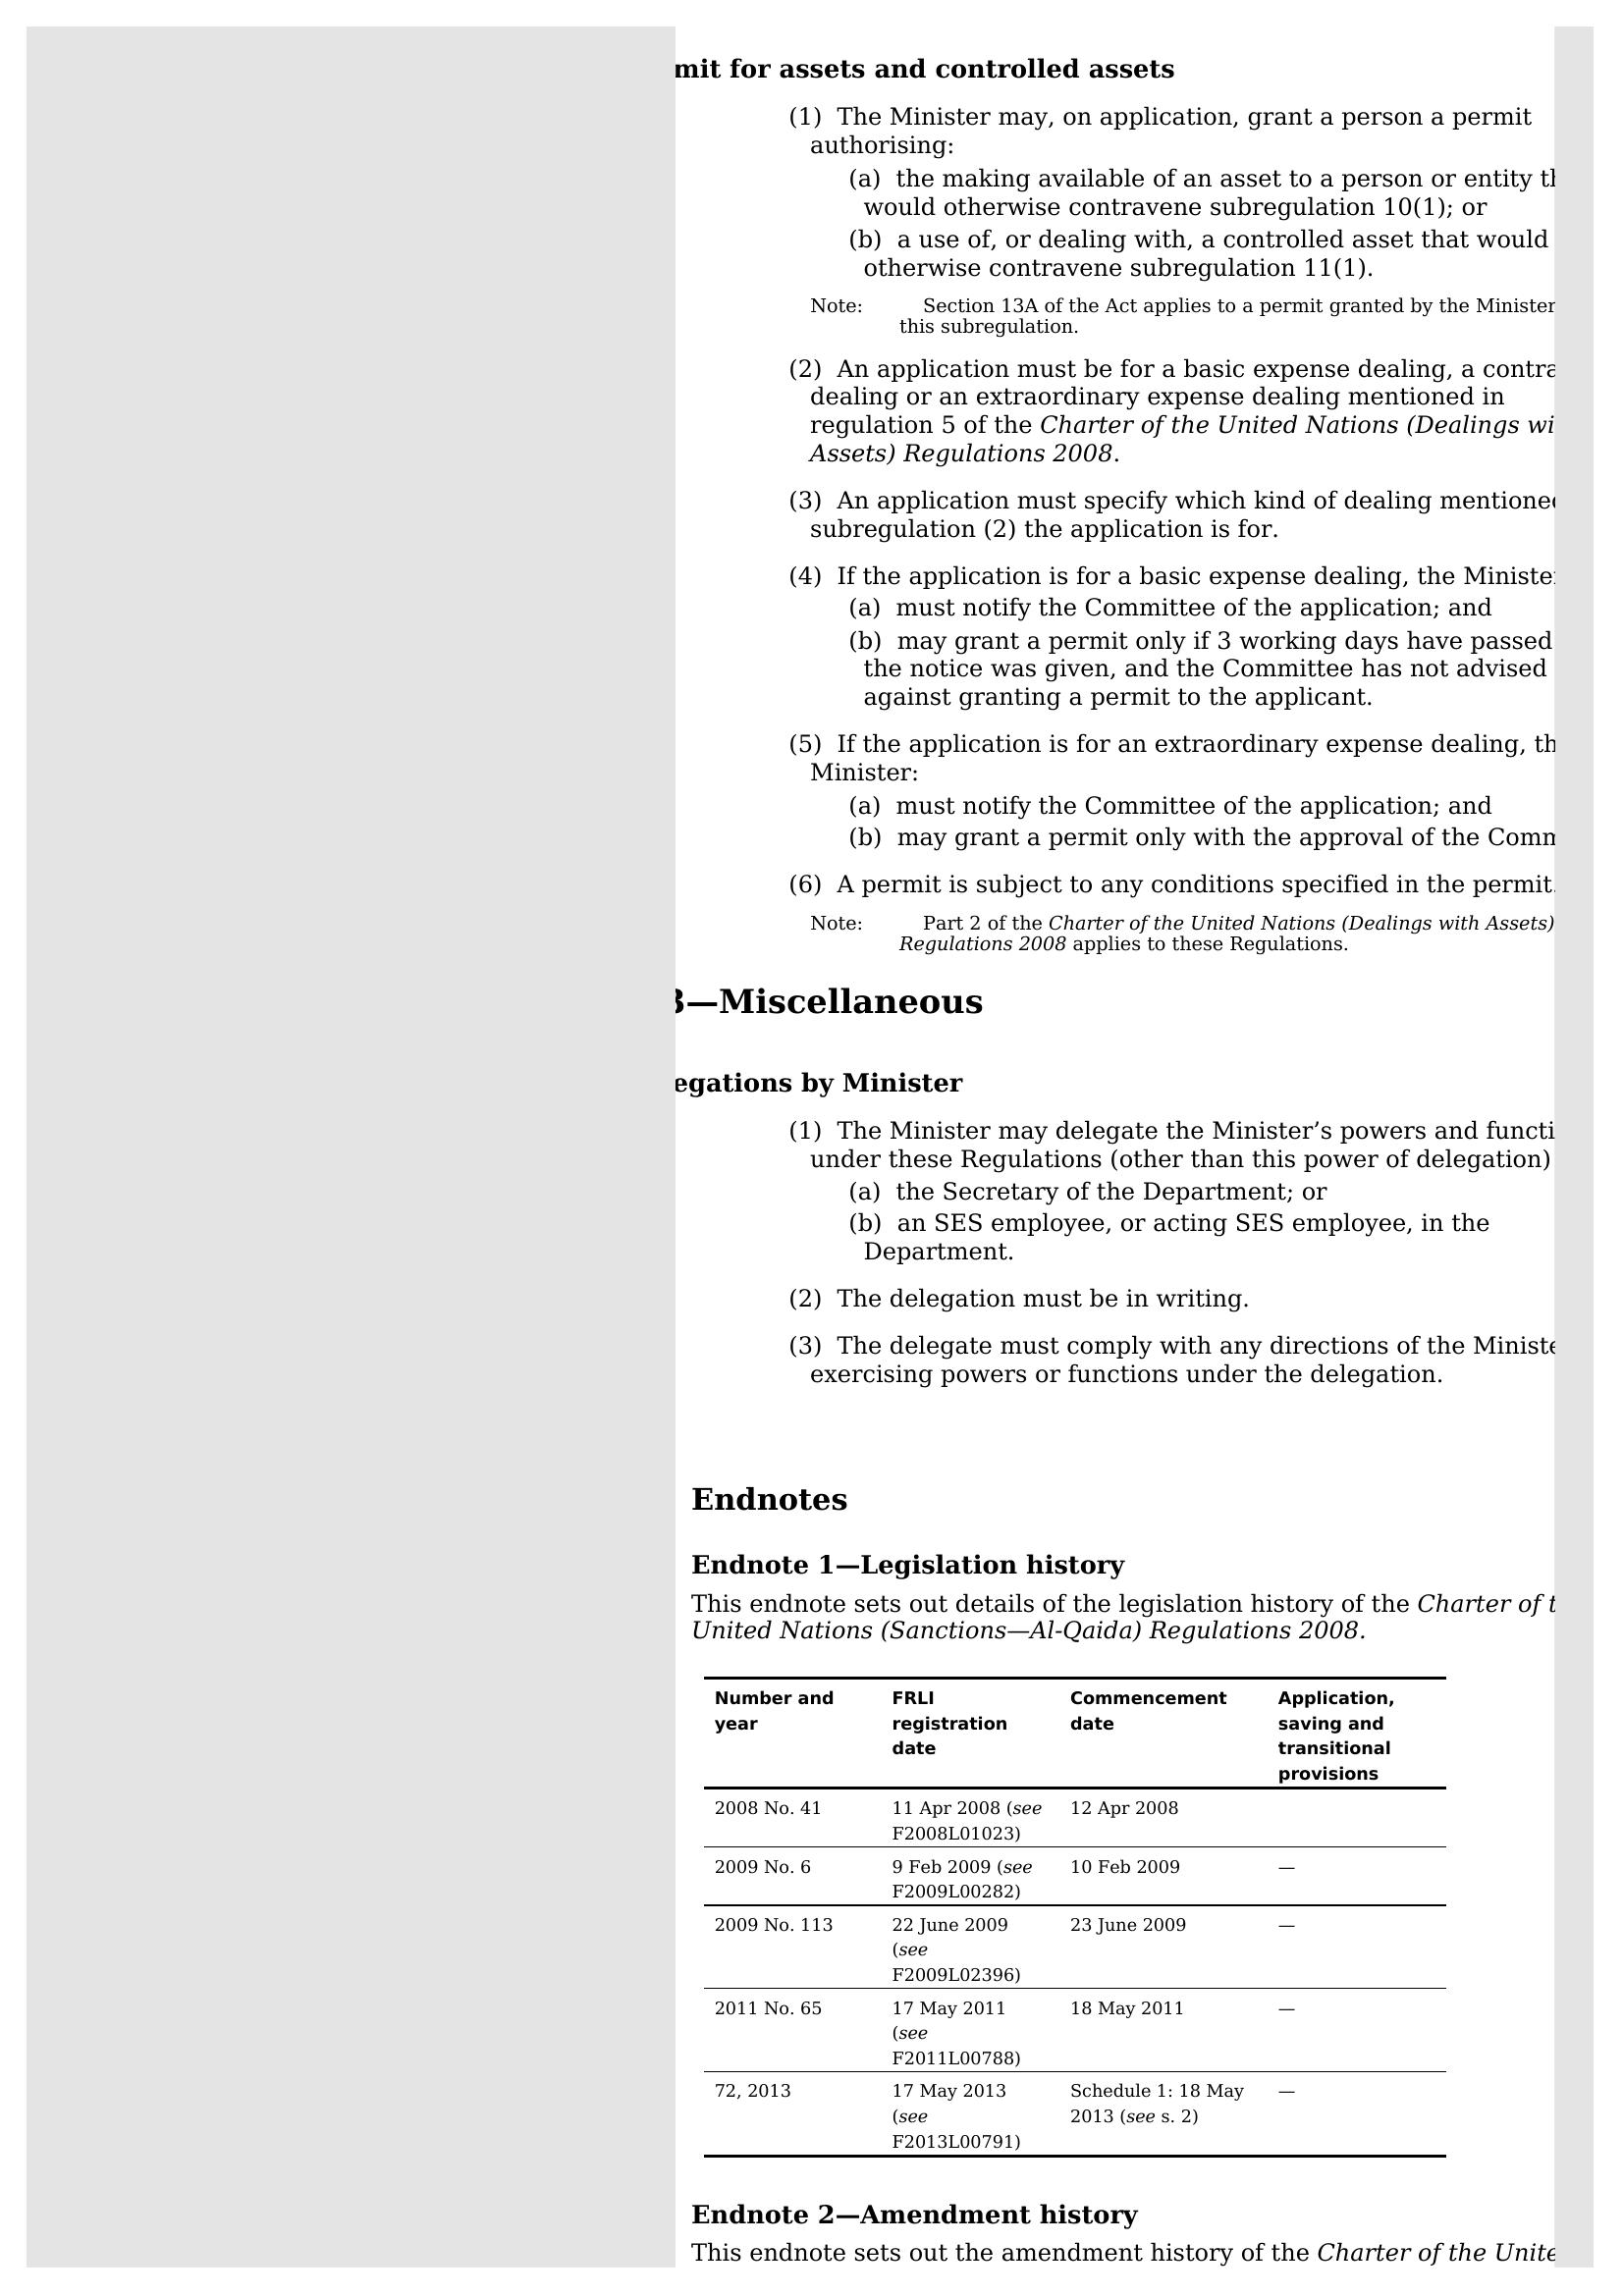 mit for assets and controlled assets
(1) The Minister may, on application, grant a person a permit
authorising:
(a) the making available of an asset to a person or entity
would otherwise contravene subregulation 10(1); or
(b) a use of, or dealing with, a controlled asset that would
otherwise contravene subregulation 11(1).
Note: Section 13A of the Act applies to a permit granted by the Minister
this subregulation.
(2) An application must be for a basic expense dealing, a contra
dealing or an extraordinary expense dealing mentioned in
regulation 5 of the Charter of the United Nations (Dealings wi
Assets) Regulations 2008.
(3) An application must specify which kind of dealing mentioned
subregulation (2) the application is for.
(4) If the application is for a basic expense dealing, the Minister
(a) must notify the Committee of the application; and
(b) may grant a permit only if 3 working days have passed
the notice was given, and the Committee has not advised
against granting a permit to the applicant.
(5) If the application is for an extraordinary expense dealing, th
Minister:
(a) must notify the Committee of the application; and
(b) may grant a permit only with the approval of the Comm
(6) A permit is subject to any conditions specified in the permit.
Note: Part 2 of the Charter of the United Nations (Dealings with Assets)
Regulations 2008 applies to these Regulations.
3—Miscellaneous
egations by Minister
(1) The Minister may delegate the Minister’s powers and functi
under these Regulations (other than this power of delegation)
(a) the Secretary of the Department; or
(b) an SES employee, or acting SES employee, in the
Department.
(2) The delegation must be in writing.
(3) The delegate must comply with any directions of the Ministe
exercising powers or functions under the delegation.
Endnotes
Endnote 1—Legislation history
This endnote sets out details of the legislation history of the Charter of t
United Nations (Sanctions—Al-Qaida) Regulations 2008.
Number and year FRLI registration date Commencement date Application, saving and transitional provisions
2008 No. 41 11 Apr 2008 (see F2008L01023) 12 Apr 2008
2009 No. 6 9 Feb 2009 (see F2009L00282) 10 Feb 2009 —
2009 No. 113 22 June 2009 (see F2009L02396) 23 June 2009 —
2011 No. 65 17 May 2011 (see F2011L00788) 18 May 2011 —
72, 2013 17 May 2013 (see F2013L00791) Schedule 1: 18 May 2013 (see s. 2) —
Endnote 2—Amendment history
This endnote sets out the amendment history of the Charter of the Unite